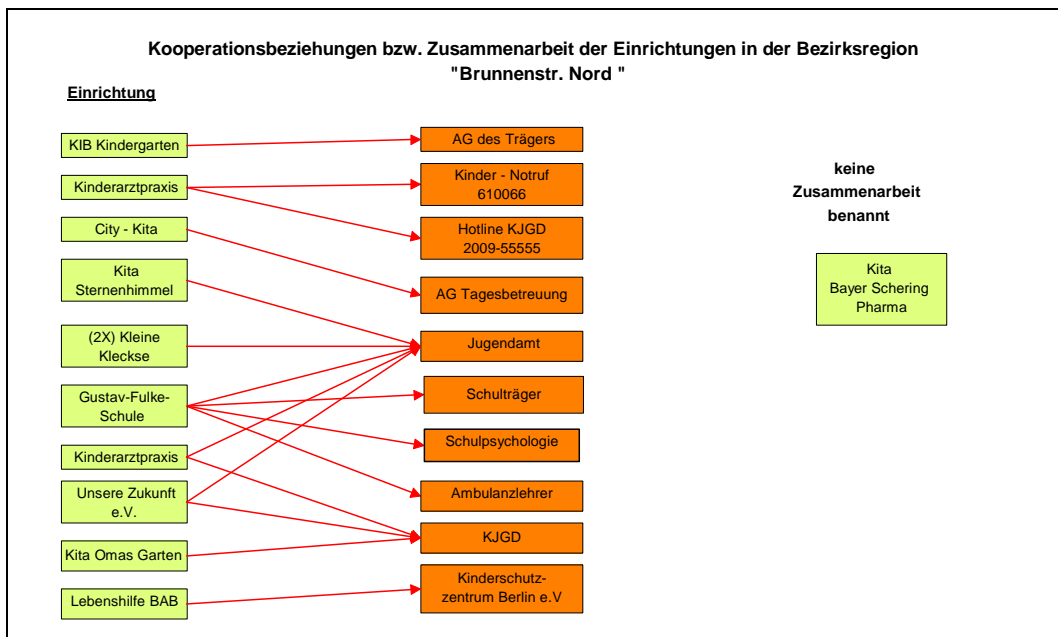 Kooperationsbeziehungen bzw. Zusammenarbeit der Einrichtungen in der Bezirksregion
"Brunnenstr. Nord "
Einrichtung
KIB Kindergarten
Kinderarztpraxis
City - Kita
Kita
Sternenhimmel
(2X) Kleine
Kleckse
Gustav-Fulke-
Schule
Kinderarztpraxis
Unsere Zukunft
e.V.
Kita Omas Garten
Lebenshilfe BAB
AG des Trägers
Kinder - Notruf
610066
Hotline KJGD
2009-55555
AG Tagesbetreuung
Jugendamt
Schulträger
Schulpsychologie
Ambulanzlehrer
KJGD
Kinderschutz-
zentrum Berlin e.V
keine
Zusammenarbeit
benannt
Kita
Bayer Schering
Pharma